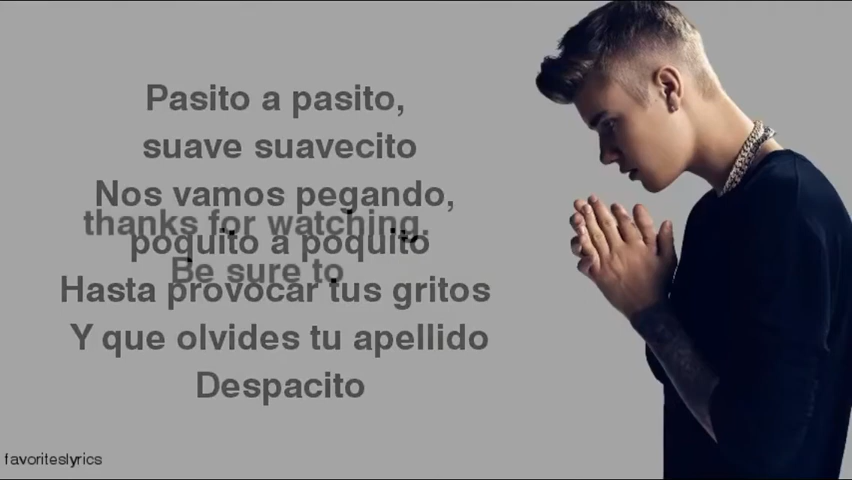 Pasito a pasito,
suave suavecito
Nos vamos pegando,
thanks for watching.
poquito a poquito
Be sure to
Hasta provocar tus gritos
Y que olvides tu apellido
Despacito
favoriteslyrics